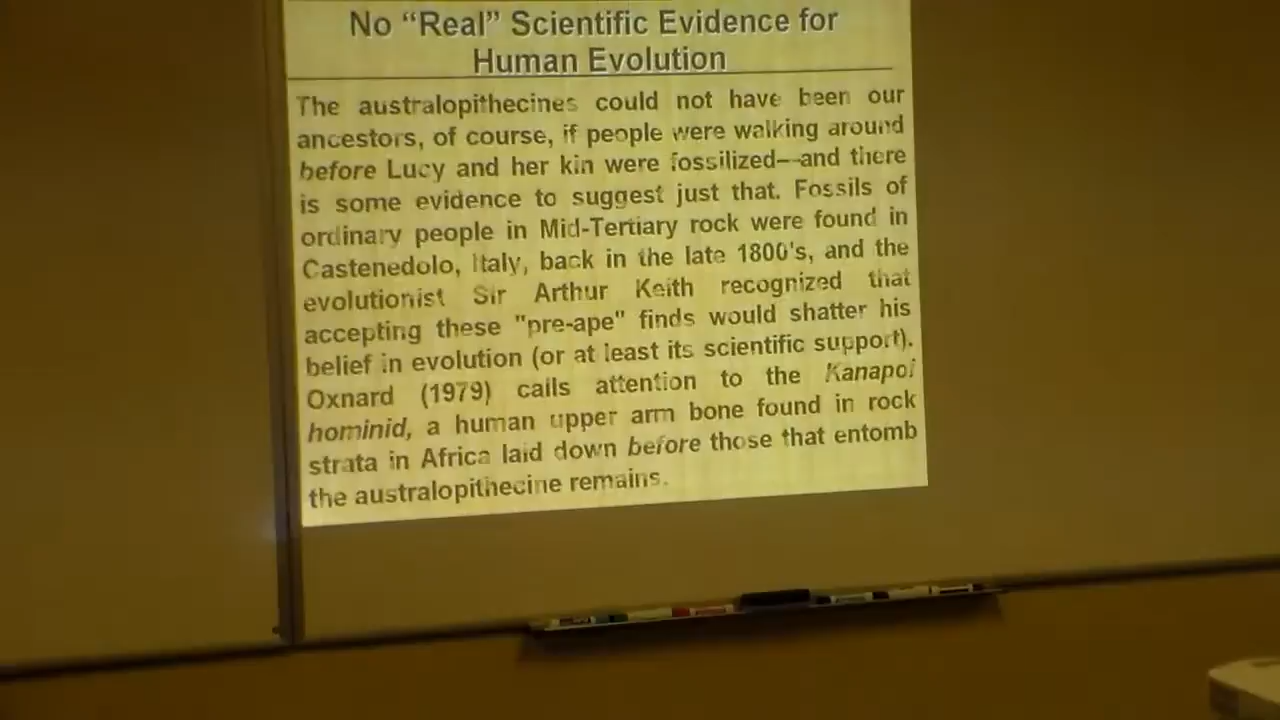 No “Real” Scientific Evidence for
Human Evolution
The australopithecines could not have been our
ancestors, of course, if people were walking around
before Lucy and her kin were fossilized--and there
is some evidence to suggest just that. Fossils of
ordinary people in Mid-Tertiary rock were found in
Castenedolo, Italy, back in the late 1800's, and the
evolutionist Sir Arthur Keith recognized that
accepting these "pre-ape" finds would shatter his
belief in evolution (or at least its scientific support).
Oxnard (1979) calls attention to the Kanapoi
hominid, a human upper arm bone found in rock
strata in Africa laid down before those that entomb
the australopithecine remains.